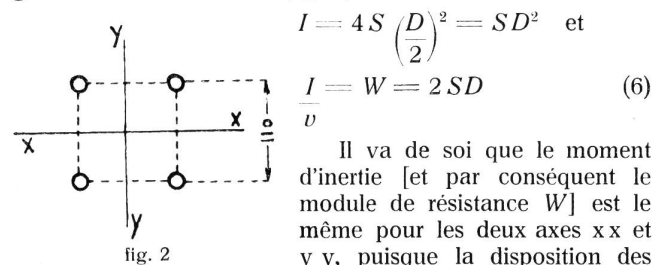 I = 4 S (D/2)² = SD² et
I/v = W = 2 SD (6)
Il va de soi que le moment
d'inertie [et par conséquent le
module de résistance W] est le
même pour les deux axes x x et
y y, puisque la disposition des
y
x
x
y
fig. 2